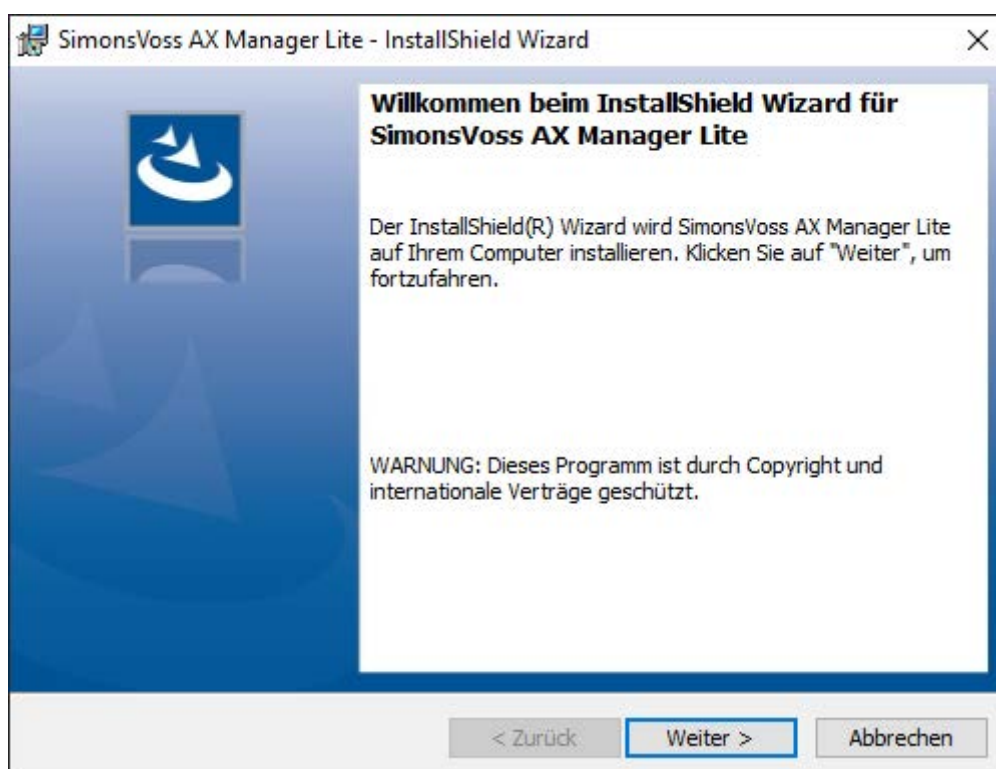 SimonsVoss AX Manager Lite - InstallShield Wizard
Willkommen beim InstallShield Wizard für
SimonsVoss AX Manager Lite
Der InstallShield(R) Wizard wird SimonsVoss AX Manager Lite
auf Ihrem Computer installieren. Klicken Sie auf "Weiter", um
fortzufahren.
WARNUNG: Dieses Programm ist durch Copyright und
internationale Verträge geschützt.
< Zurück
Weiter >
Abbrechen